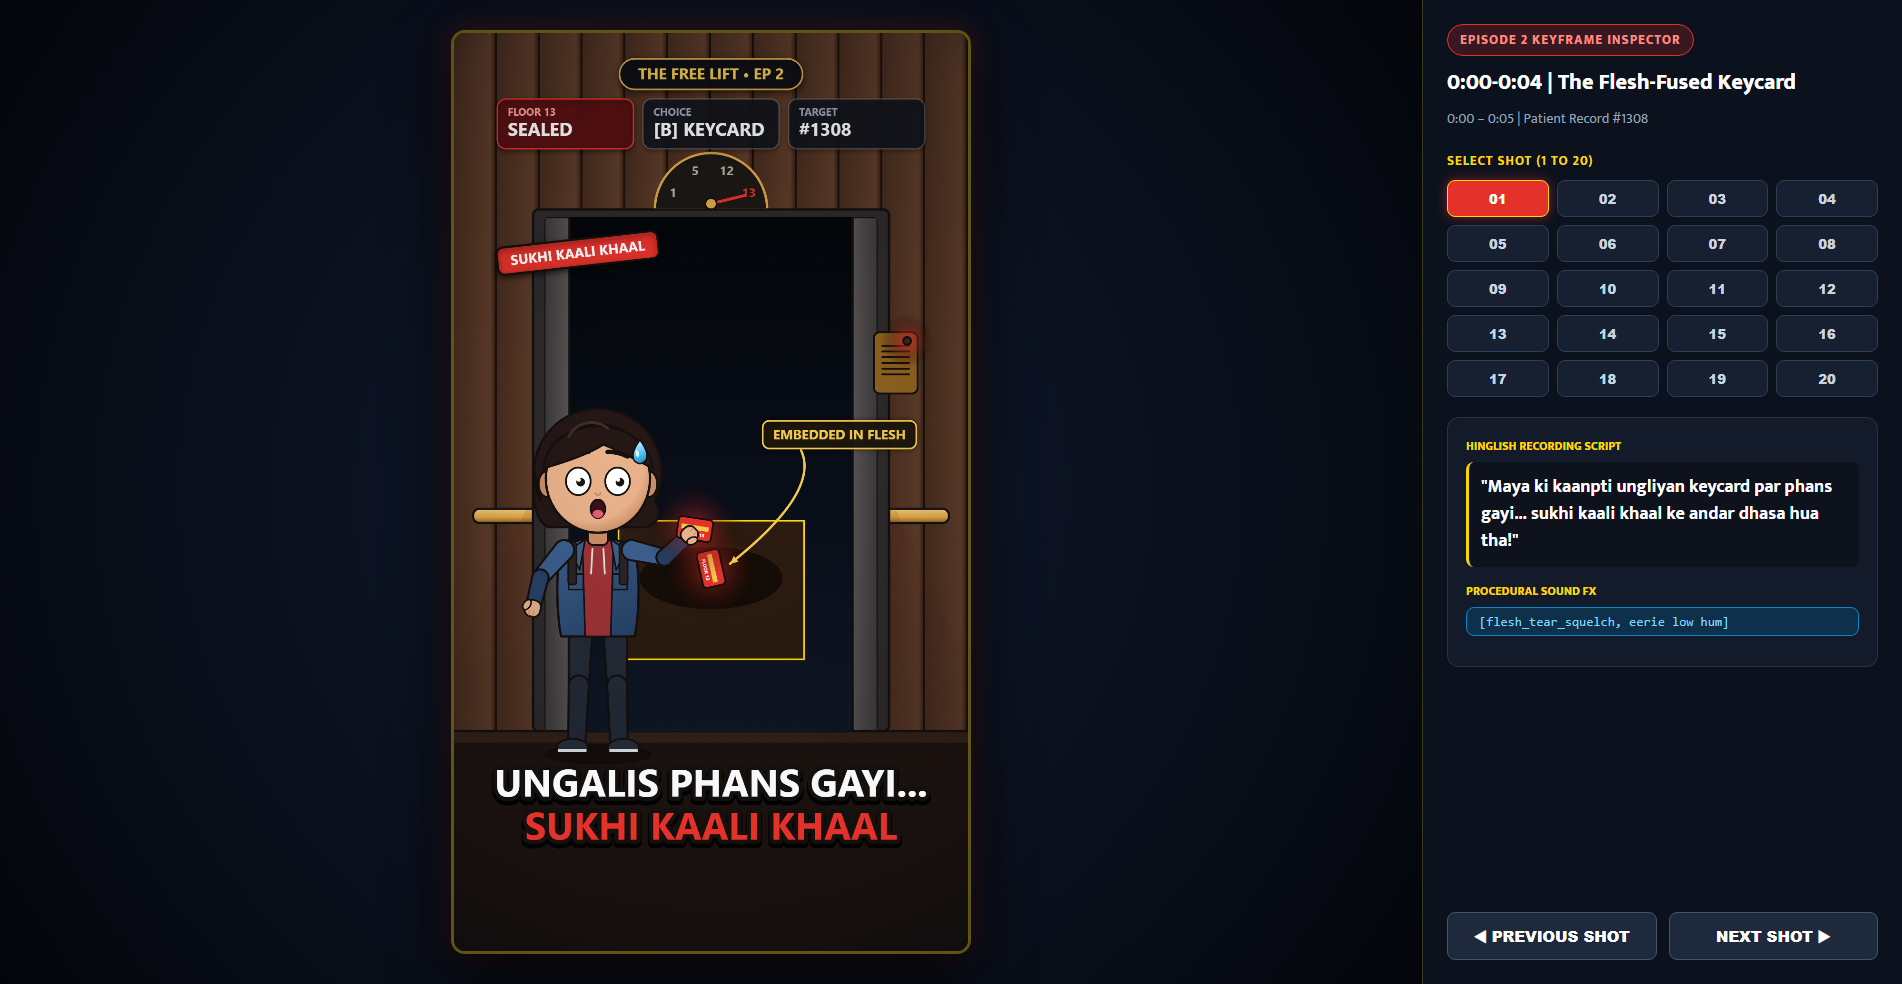 THE FREE LIFT • EP 2
FLOOR 13
SEALED
CHOICE
[B] KEYCARD
TARGET
#1308
1 5 12 13
SUKHI KAALI KHAAL
EMBEDDED IN FLESH
FLOOR 13
UNGALIS PHANS GAYI...
SUKHI KAALI KHAAL
EPISODE 2 KEYFRAME INSPECTOR
0:00-0:04 | The Flesh-Fused Keycard
0:00 – 0:05 | Patient Record #1308
SELECT SHOT (1 TO 20)
01 02 03 04
05 06 07 08
09 10 11 12
13 14 15 16
17 18 19 20
HINGLISH RECORDING SCRIPT
"Maya ki kaanpti ungliyan keycard par phans
gayi... sukhi kaali khaal ke andar dhasa hua
tha!"
PROCEDURAL SOUND FX
[flesh_tear_squelch, eerie low hum]
◀ PREVIOUS SHOT
NEXT SHOT ▶